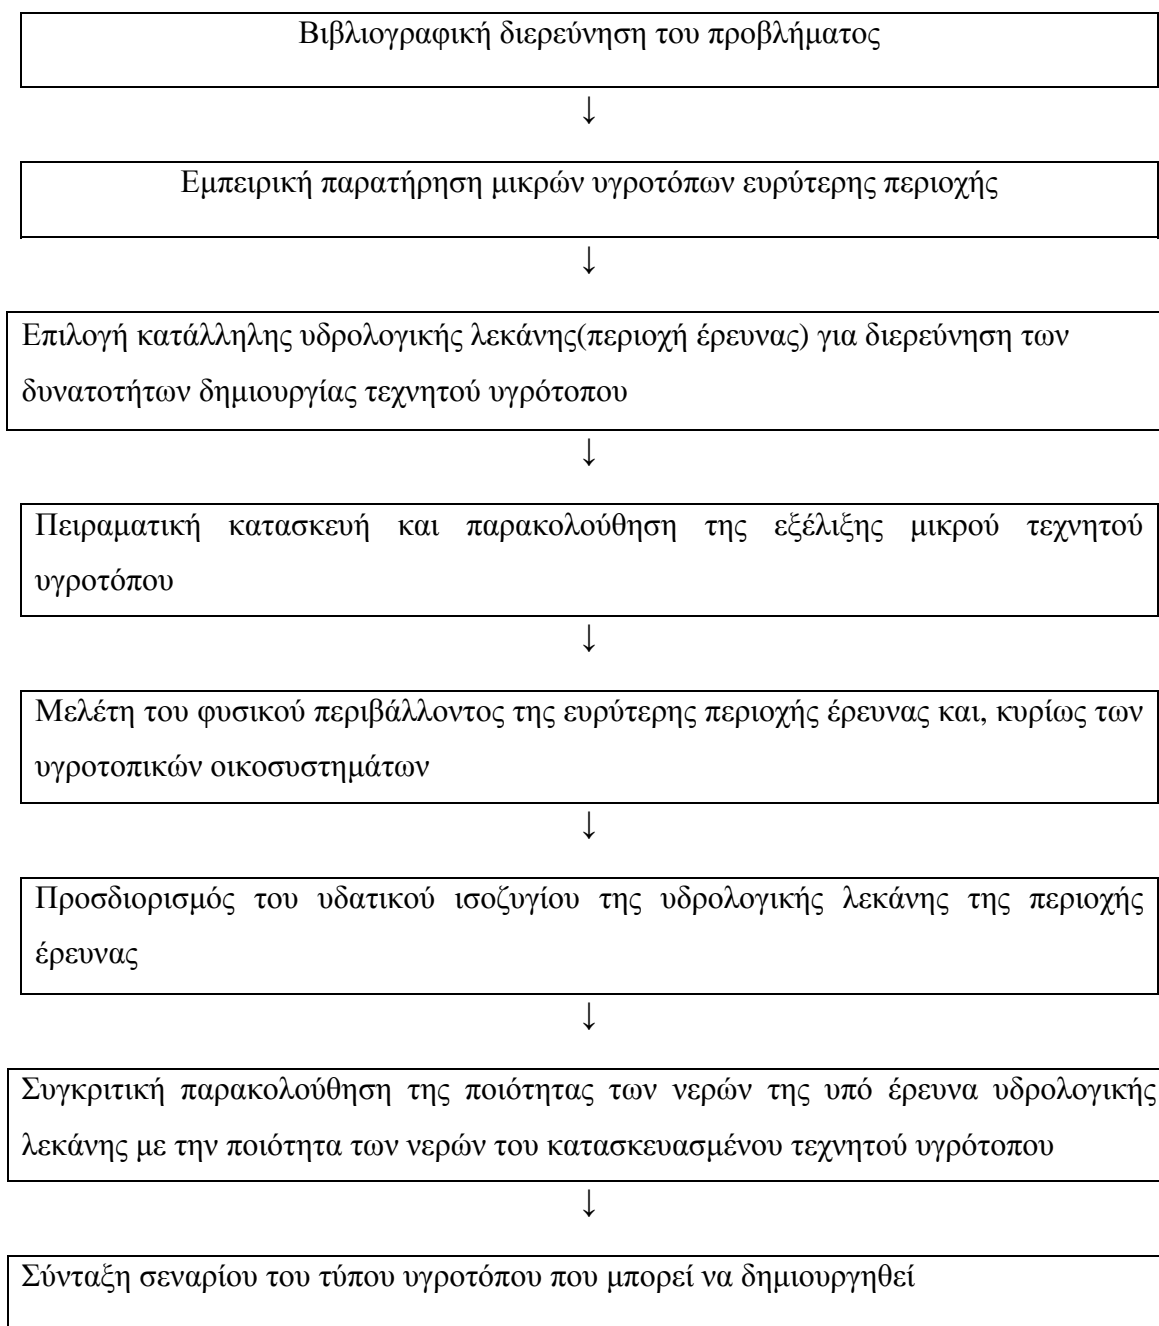 Βιβλιογραφική διερεύνηση του προβλήματος
↓
Εμπειρική παρατήρηση μικρών υγροτόπων ευρύτερης περιοχής
↓
Επιλογή κατάλληλης υδρολογικής λεκάνης(περιοχή έρευνας) για διερεύνηση των
δυνατοτήτων δημιουργίας τεχνητού υγρότοπου
↓
Πειραματική κατασκευή και παρακολούθηση της εξέλιξης μικρού τεχνητού
υγροτόπου
↓
Μελέτη του φυσικού περιβάλλοντος της ευρύτερης περιοχής έρευνας και, κυρίως των
υγροτοπικών οικοσυστημάτων
↓
Προσδιορισμός του υδατικού ισοζυγίου της υδρολογικής λεκάνης της περιοχής
έρευνας
↓
Συγκριτική παρακολούθηση της ποιότητας των νερών της υπό έρευνα υδρολογικής
λεκάνης με την ποιότητα των νερών του κατασκευασμένου τεχνητού υγρότοπου
↓
Σύνταξη σεναρίου του τύπου υγροτόπου που μπορεί να δημιουργηθεί